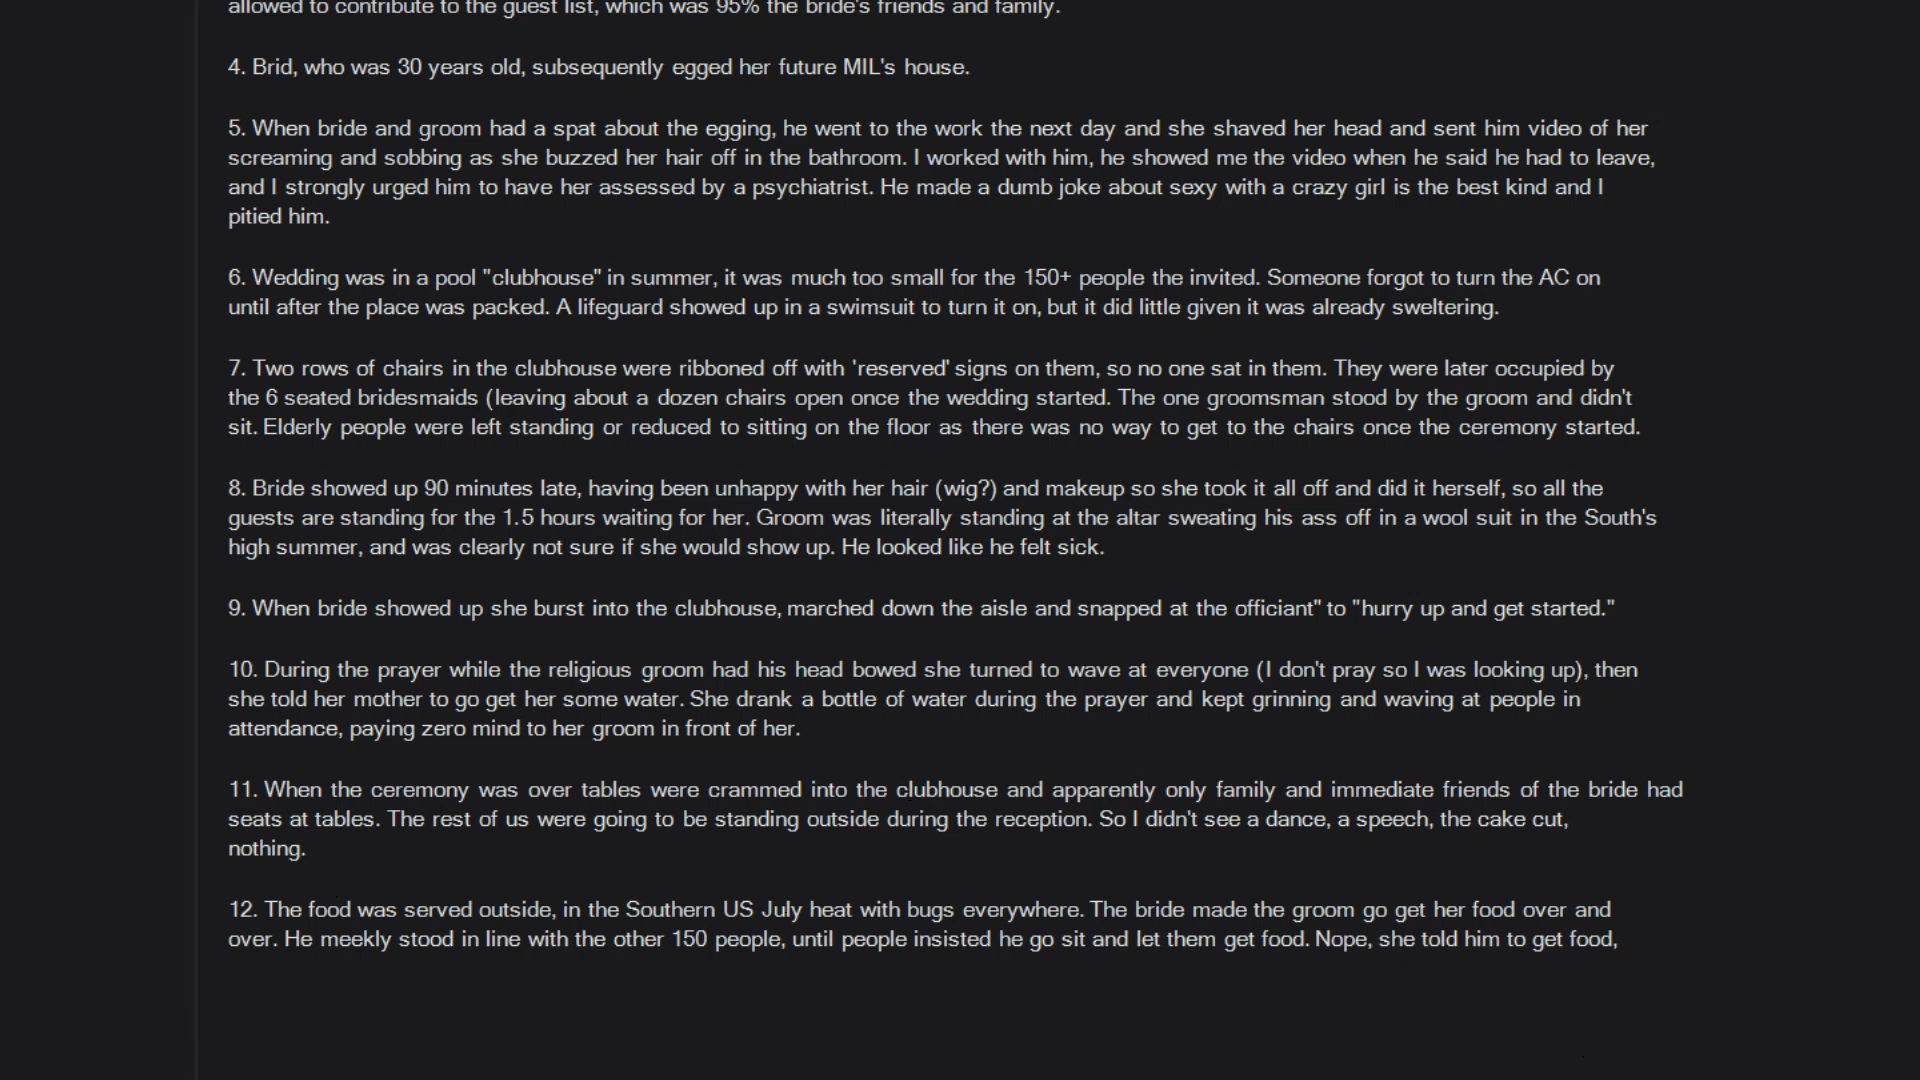 allowed to contribute to the guest list, which was 95% the bride's friends and family.
4. Brid, who was 30 years old, subsequently egged her future MIL's house.
5. When bride and groom had a spat about the egging, he went to the work the next day and she shaved her head and sent him video of her
screaming and sobbing as she buzzed her hair off in the bathroom. I worked with him, he showed me the video when he said he had to leave,
and I strongly urged him to have her assessed by a psychiatrist. He made a dumb joke about sexy with a crazy girl is the best kind and I
pitied him.
6. Wedding was in a pool "clubhouse" in summer, it was much too small for the 150+ people the invited. Someone forgot to turn the AC on
until after the place was packed. A lifeguard showed up in a swimsuit to turn it on, but it did little given it was already sweltering.
7. Two rows of chairs in the clubhouse were ribboned off with 'reserved' signs on them, so no one sat in them. They were later occupied by
the 6 seated bridesmaids (leaving about a dozen chairs open once the wedding started. The one groomsman stood by the groom and didn't
sit. Elderly people were left standing or reduced to sitting on the floor as there was no way to get to the chairs once the ceremony started.
8. Bride showed up 90 minutes late, having been unhappy with her hair (wig?) and makeup so she took it all off and did it herself, so all the
guests are standing for the 1.5 hours waiting for her. Groom was literally standing at the altar sweating his ass off in a wool suit in the South's
high summer, and was clearly not sure if she would show up. He looked like he felt sick.
9. When bride showed up she burst into the clubhouse, marched down the aisle and snapped at the officiant" to "hurry up and get started."
10. During the prayer while the religious groom had his head bowed she turned to wave at everyone (I don't pray so I was looking up), then
she told her mother to go get her some water. She drank a bottle of water during the prayer and kept grinning and waving at people in
attendance, paying zero mind to her groom in front of her.
11. When the ceremony was over tables were crammed into the clubhouse and apparently only family and immediate friends of the bride had
seats at tables. The rest of us were going to be standing outside during the reception. So I didn't see a dance, a speech, the cake cut,
nothing.
12. The food was served outside, in the Southern US July heat with bugs everywhere. The bride made the groom go get her food over and
over. He meekly stood in line with the other 150 people, until people insisted he go sit and let them get food. Nope, she told him to get food,